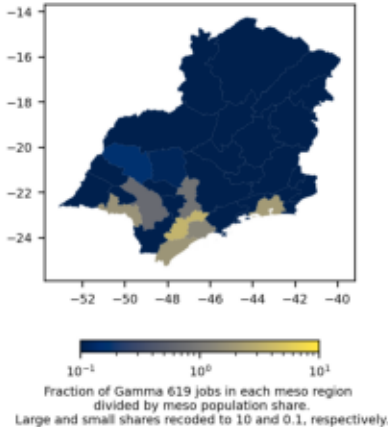 −14
−16
−18
−20
−22
−24
−52 −50 −48 −46 −44 −42 −40
10⁻¹ 10⁰ 10¹
Fraction of Gamma 619 jobs in each meso region
divided by meso population share.
Large and small shares recoded to 10 and 0.1, respectively.